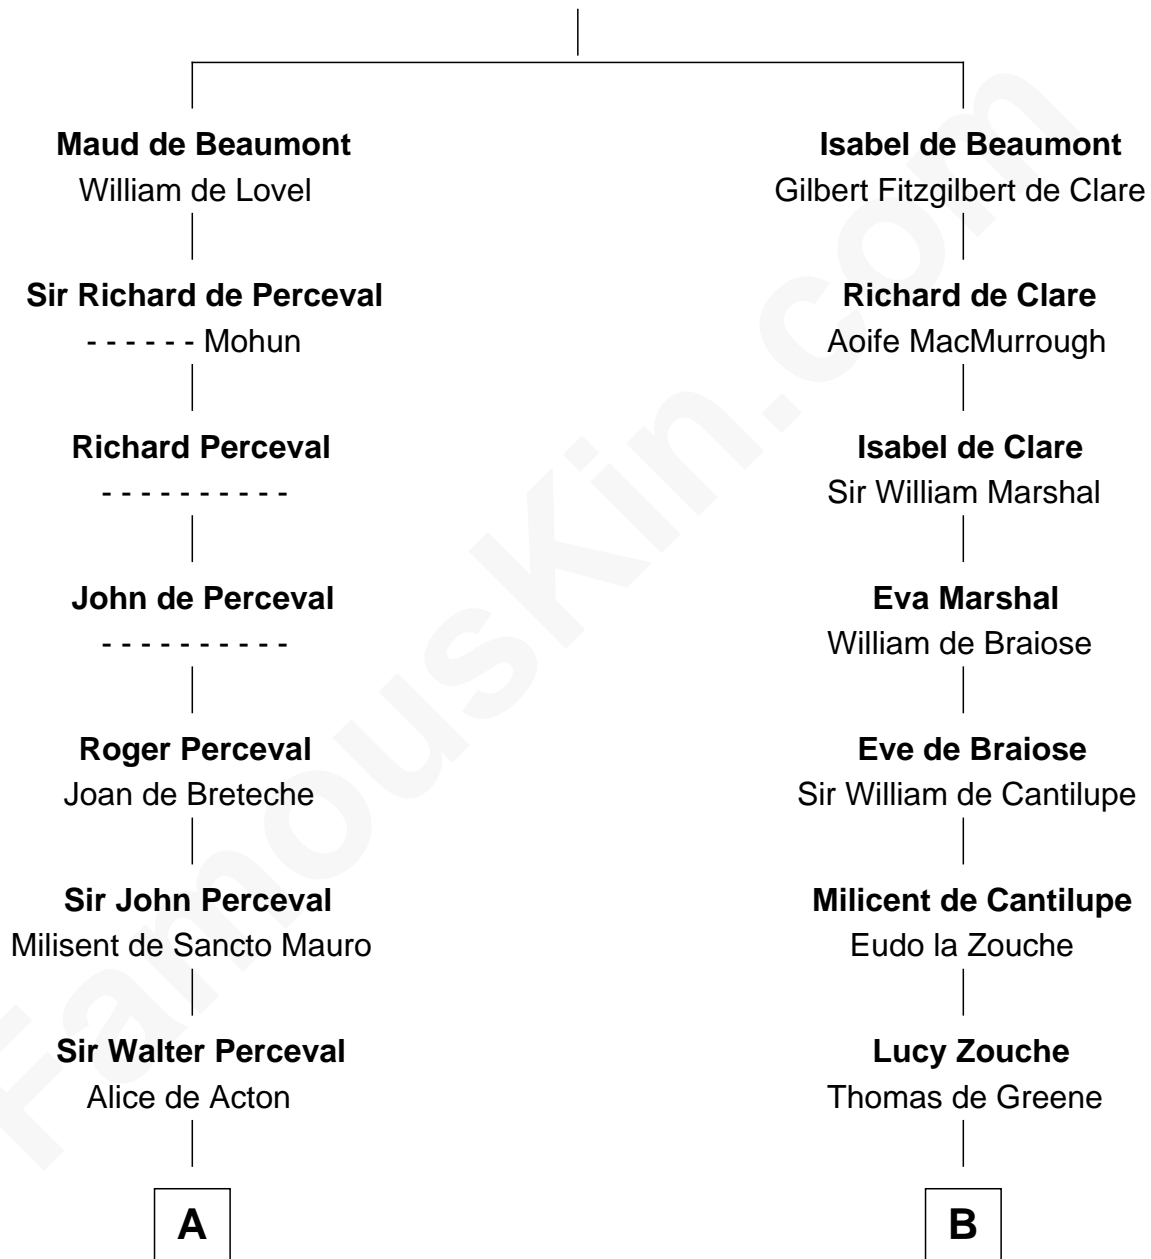 Maud de Beaumont
William de Lovel
Isabel de Beaumont
Gilbert Fitzgilbert de Clare
Sir Richard de Perceval
- - - - - - Mohun
Richard de Clare
Aoife MacMurrough
Richard Perceval
- - - - - - - - - -
Isabel de Clare
Sir William Marshal
John de Perceval
- - - - - - - - - -
Eva Marshal
William de Braiose
Roger Perceval
Joan de Breteche
Eve de Braiose
Sir William de Cantilupe
Sir John Perceval
Milisent de Sancto Mauro
Milicent de Cantilupe
Eudo la Zouche
Sir Walter Perceval
Alice de Acton
Lucy Zouche
Thomas de Greene
A
B
FamousKin.com